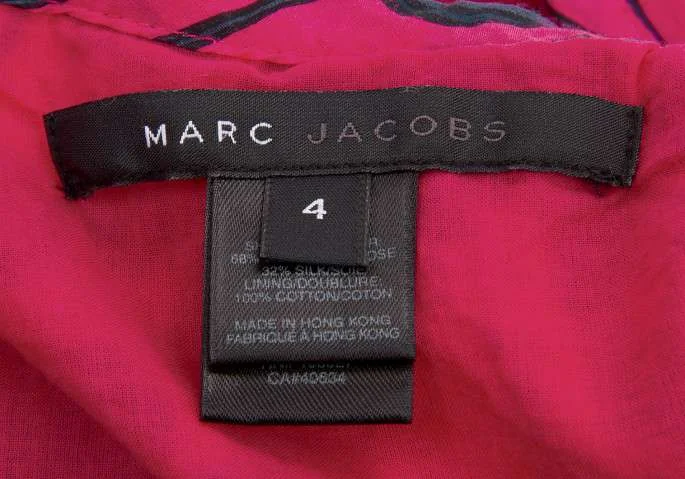 MARC JACOBS
4
32% SILK/SOIE
LINING/DOUBLURE
100% COTTON/COTON
MADE IN HONG KONG
FABRIQUE À HONG KONG
CA#40634